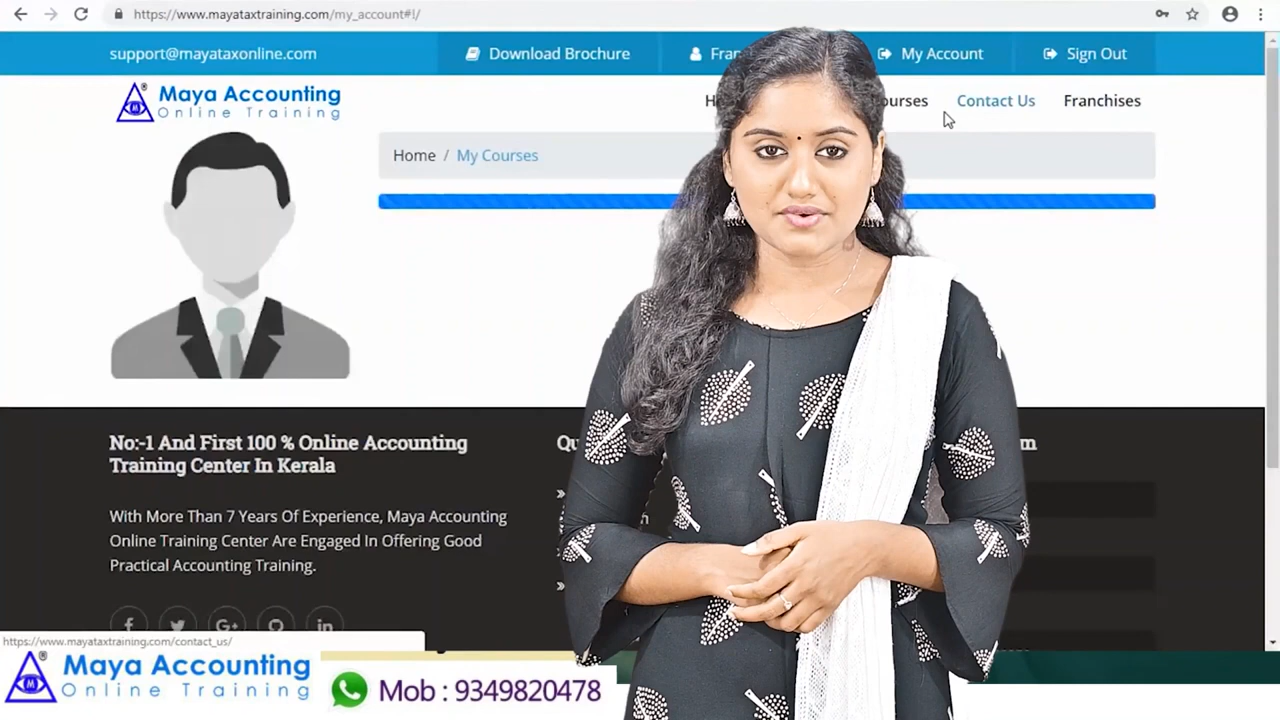 https://www.mayataxtraining.com/my_account#!/
support@mayataxonline.com
Download Brochure
My Account
Sign Out
Maya Accounting
Online Training
Contact Us
Franchises
Home / My Courses
No:-1 And First 100 % Online Accounting
Training Center In Kerala
With More Than 7 Years Of Experience, Maya Accounting
Online Training Center Are Engaged In Offering Good
Practical Accounting Training.
https://www.mayataxtraining.com/contact_us/
Maya Accounting
Online Training
Mob : 9349820478